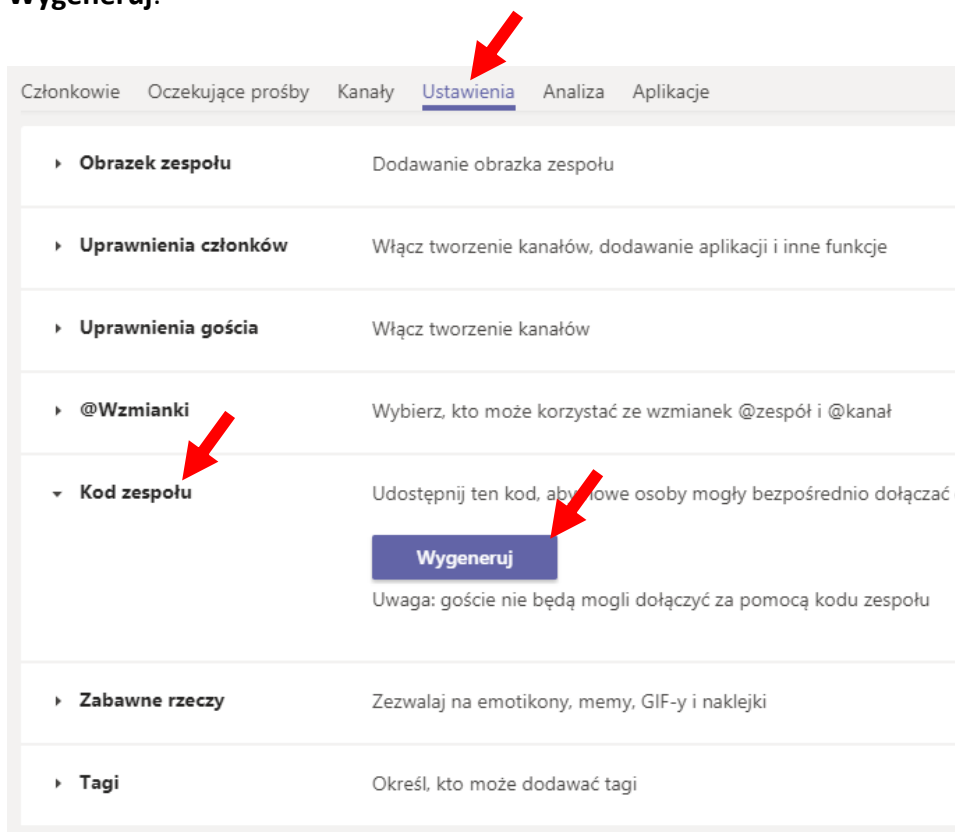 Wygeneruj.
Członkowie Oczekujące prośby Kanały Ustawienia Analiza Aplikacje
Obrazek zespołu Dodawanie obrazka zespołu
Uprawnienia członków Włącz tworzenie kanałów, dodawanie aplikacji i inne funkcje
Uprawnienia gościa Włącz tworzenie kanałów
@Wzmianki Wybierz, kto może korzystać ze wzmianek @zespół i @kanał
Kod zespołu Udostępnij ten kod, aby nowe osoby mogły bezpośrednio dołączać
Wygeneruj
Uwaga: goście nie będą mogli dołączyć za pomocą kodu zespołu
Zabawne rzeczy Zezwalaj na emotikony, memy, GIF-y i naklejki
Tagi Określ, kto może dodawać tagi